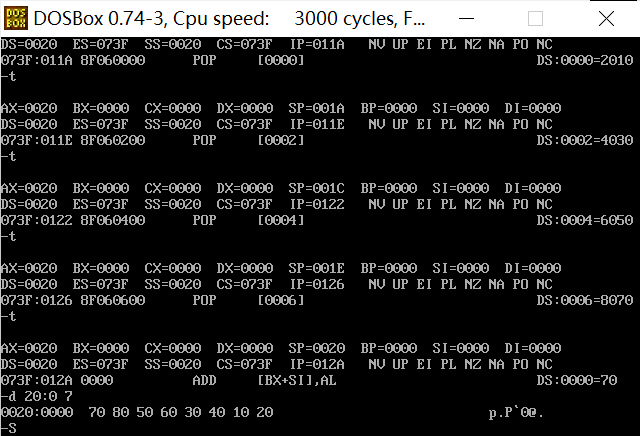 DOS
BOX
DOSBox 0.74-3, Cpu speed: 3000 cycles, F...
DS=0020 ES=073F SS=0020 CS=073F IP=011A NV UP EI PL NZ NA PO NC
073F:011A 8F060000 POP [0000] DS:0000=2010
-t
AX=0020 BX=0000 CX=0000 DX=0000 SP=001A BP=0000 SI=0000 DI=0000
DS=0020 ES=073F SS=0020 CS=073F IP=011E NV UP EI PL NZ NA PO NC
073F:011E 8F060200 POP [0002] DS:0002=4030
-t
AX=0020 BX=0000 CX=0000 DX=0000 SP=001C BP=0000 SI=0000 DI=0000
DS=0020 ES=073F SS=0020 CS=073F IP=0122 NV UP EI PL NZ NA PO NC
073F:0122 8F060400 POP [0004] DS:0004=6050
-t
AX=0020 BX=0000 CX=0000 DX=0000 SP=001E BP=0000 SI=0000 DI=0000
DS=0020 ES=073F SS=0020 CS=073F IP=0126 NV UP EI PL NZ NA PO NC
073F:0126 8F060600 POP [0006] DS:0006=8070
-t
AX=0020 BX=0000 CX=0000 DX=0000 SP=0020 BP=0000 SI=0000 DI=0000
DS=0020 ES=073F SS=0020 CS=073F IP=012A NV UP EI PL NZ NA PO NC
073F:012A 0000 ADD [BX+SI],AL DS:0000=70
-d 20:0 7
0020:0000 70 80 50 60 30 40 10 20 p.P`0@.
-S